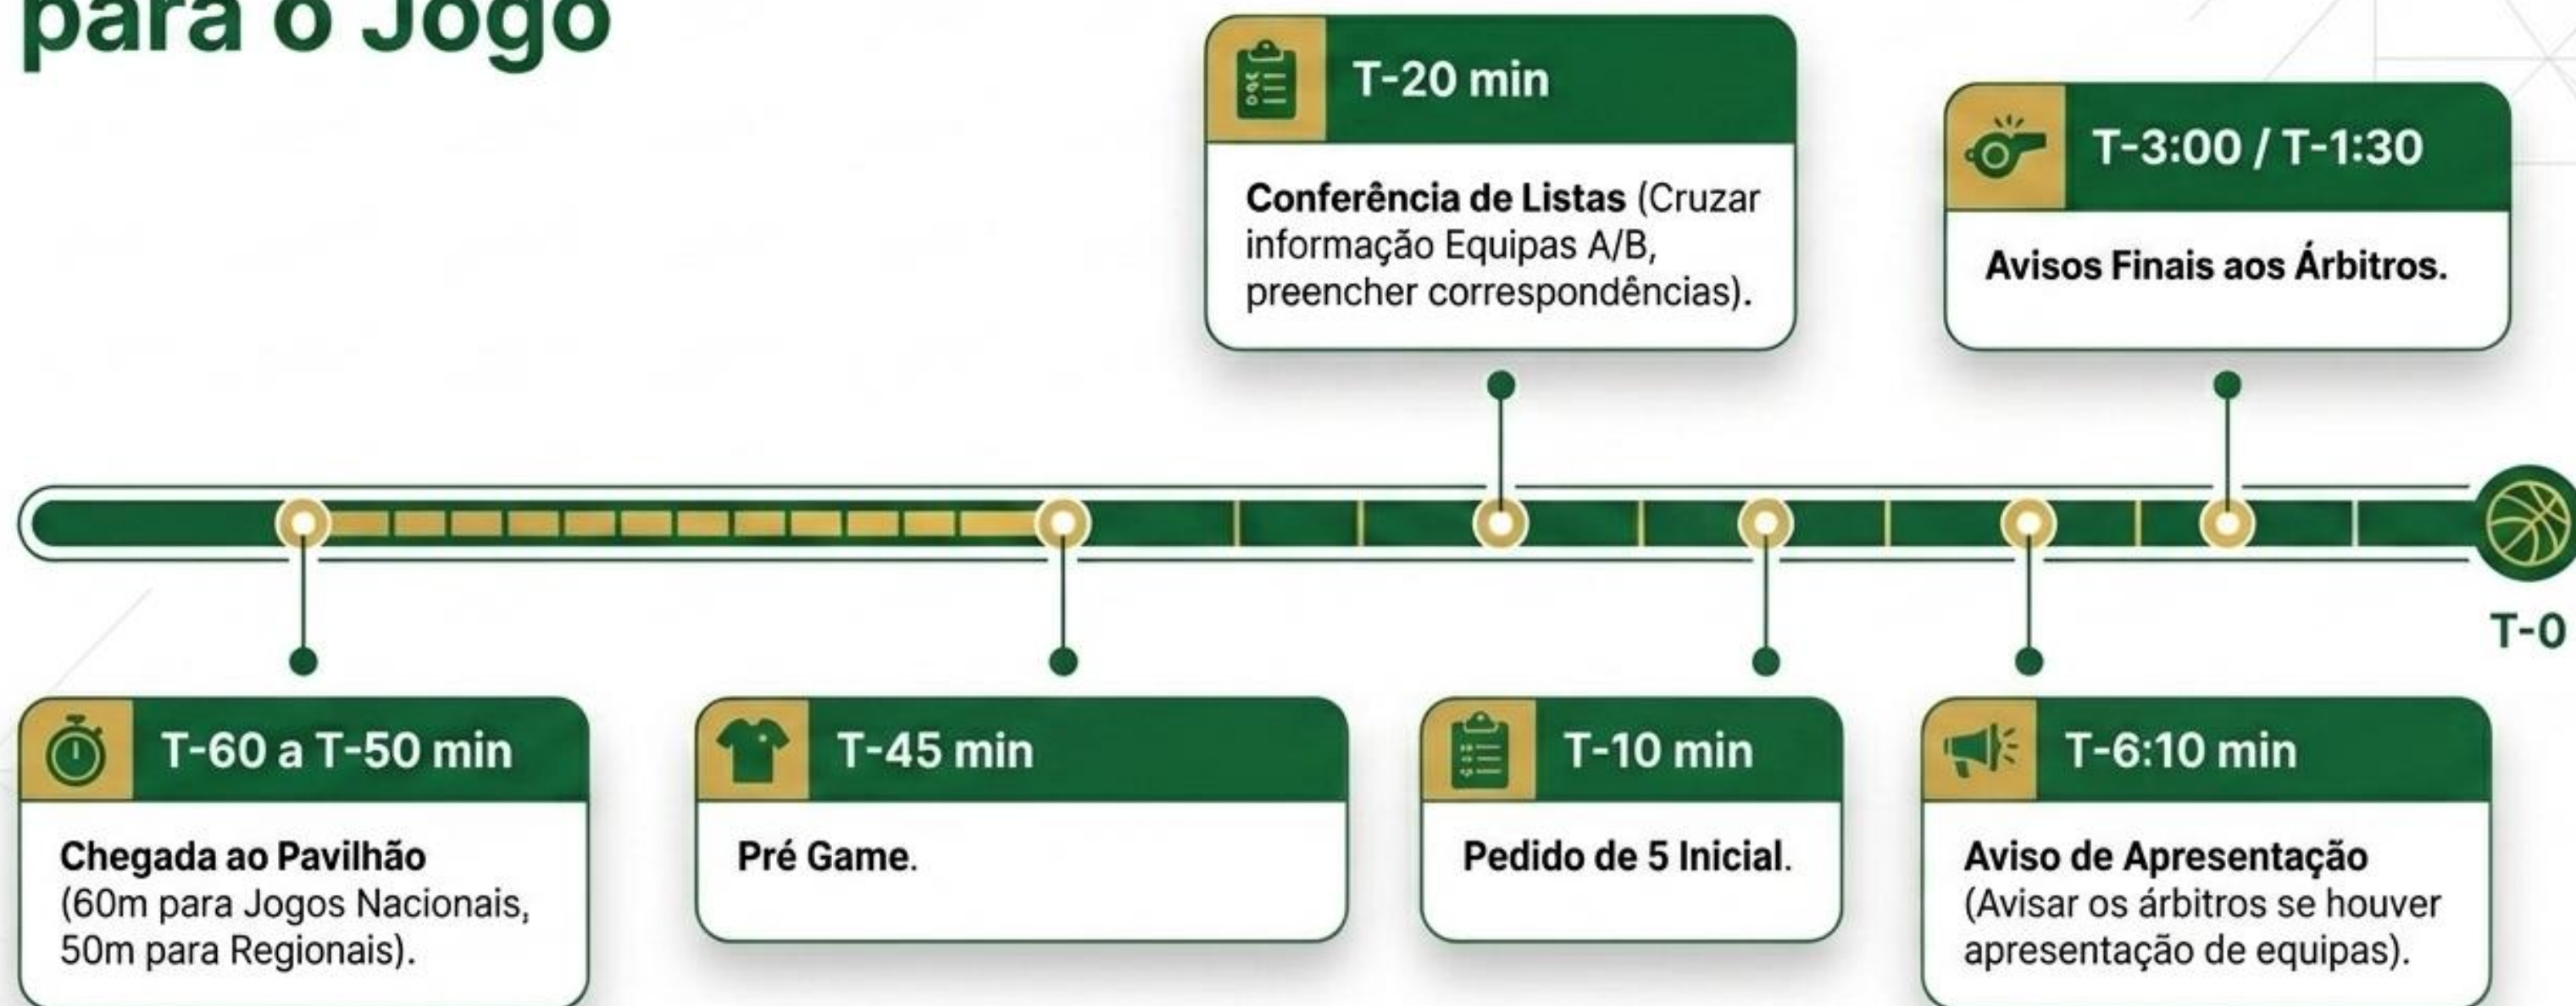 para o Jogo
T-20 min
Conferência de Listas (Cruzar
informação Equipas A/B,
preencher correspondências).
T-3:00 / T-1:30
Avisos Finais aos Árbitros.
T-0
T-60 a T-50 min
Chegada ao Pavilhão
(60m para Jogos Nacionais,
50m para Regionais).
T-45 min
Pré Game.
T-10 min
Pedido de 5 Inicial.
T-6:10 min
Aviso de Apresentação
(Avisar os árbitros se houver
apresentação de equipas).